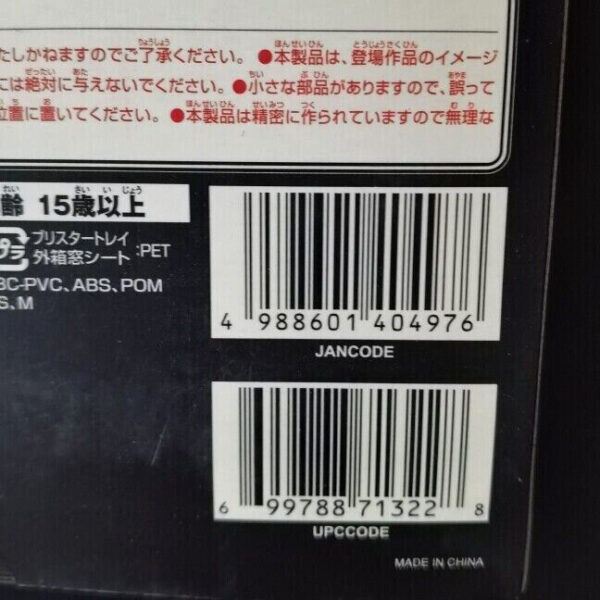 たしかねますのでご了承ください。 ●本製品は、登場作品のイメージ
には絶対に与えないでください。●小さな部品がありますので、誤って
位置に置いてください。 ●本製品は精密に作られていますので無理な
齢 15歳以上
プラ ブリスタートレイ
外箱窓シート :PET
BC-PVC、ABS、POM
S、M
4 988601 404976
JANCODE
6 99788 71322 8
UPCCODE
MADE IN CHINA